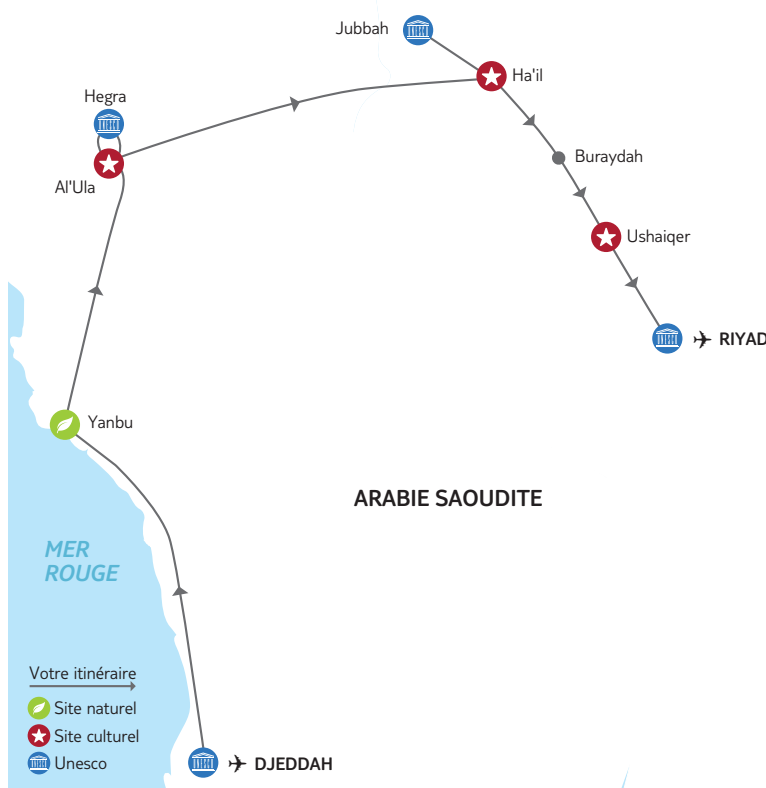 Jubbah
Ha'il
Hegra
Buraydah
Al'Ula
Ushaiqer
RIYAD
Yanbu
ARABIE SAOUDITE
MER
ROUGE
Votre itinéraire
Site naturel
Site culturel
Unesco
DJEDDAH